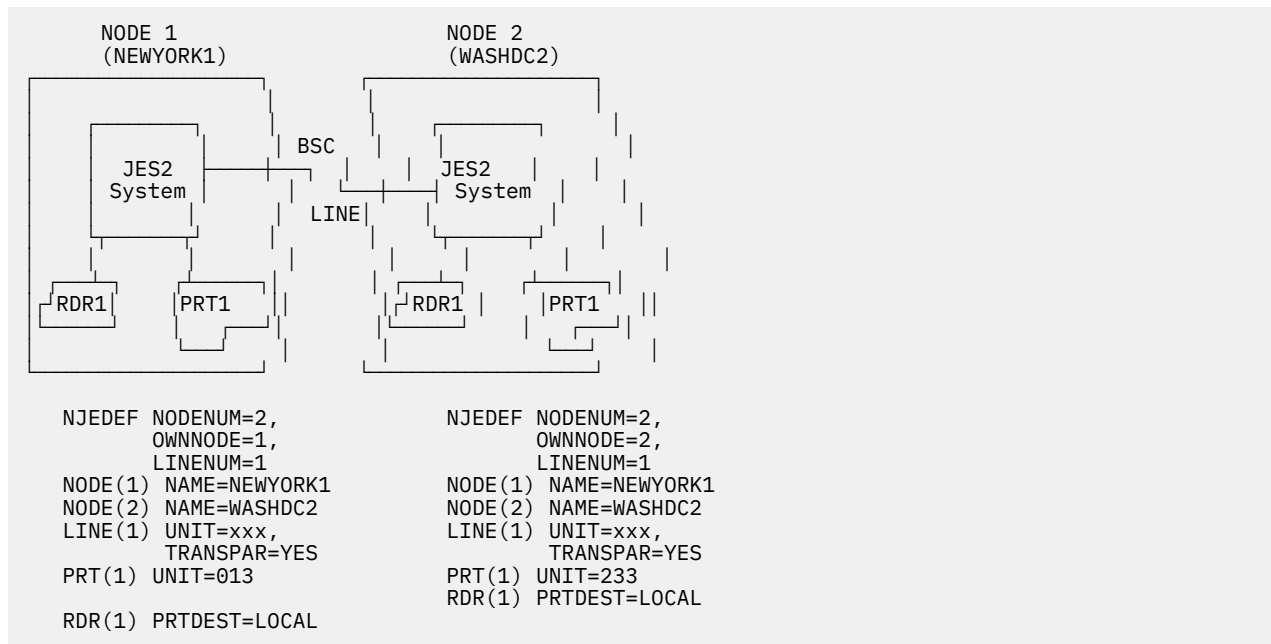 NODE 1 NODE 2
(NEWYORK1) (WASHDC2)
BSC
JES2 JES2
System System
LINE
RDR1 PRT1 RDR1 PRT1
NJEDEF NODENUM=2, NJEDEF NODENUM=2,
OWNNODE=1, OWNNODE=2,
LINENUM=1 LINENUM=1
NODE(1) NAME=NEWYORK1 NODE(1) NAME=NEWYORK1
NODE(2) NAME=WASHDC2 NODE(2) NAME=WASHDC2
LINE(1) UNIT=xxx, LINE(1) UNIT=xxx,
TRANSPAR=YES TRANSPAR=YES
PRT(1) UNIT=013 PRT(1) UNIT=233
RDR(1) PRTDEST=LOCAL
RDR(1) PRTDEST=LOCAL